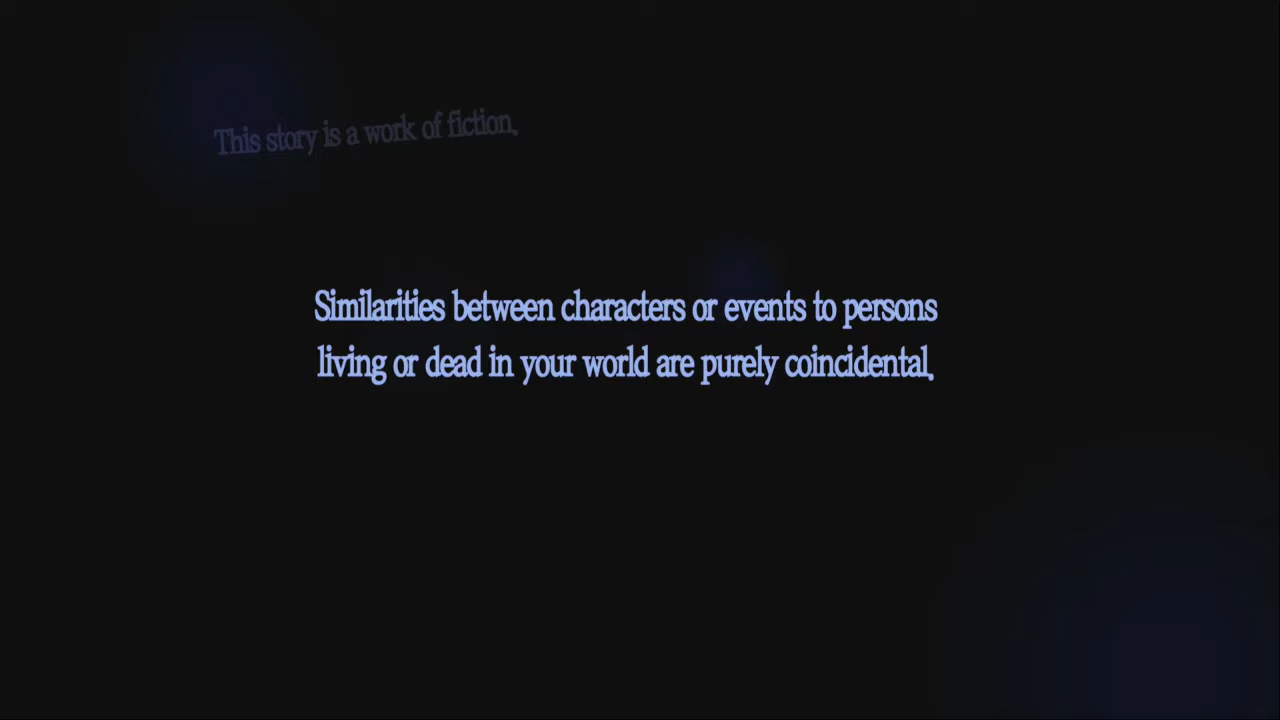 This story is a work of fiction.
Similarities between characters or events to persons
living or dead in your world are purely coincidental.